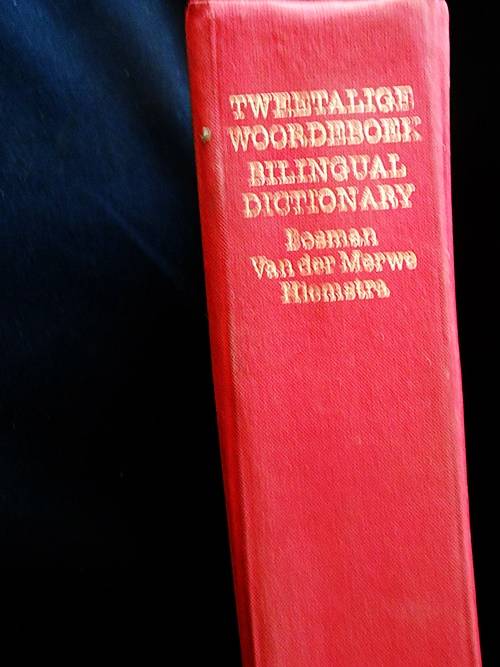 TWEETALIGE
WOORDEBOEK
BILINGUAL
DICTIONARY
Bosman
Van der Merwe
Hiemstra